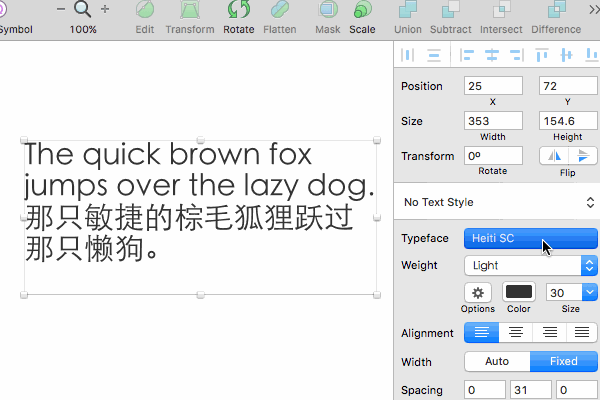 Symbol
100%
Edit
Transform
Rotate
Flatten
Mask
Scale
Union
Subtract
Intersect
Difference
The quick brown fox
jumps over the lazy dog.
那只敏捷的棕毛狐狸跃过
那只懒狗。
Position
25
72
X
Y
Size
353
154.6
Width
Height
Transform
0º
Rotate
Flip
No Text Style
Typeface
Heiti SC
Weight
Light
30
Options
Color
Size
Alignment
Width
Auto
Fixed
Spacing
0
31
0